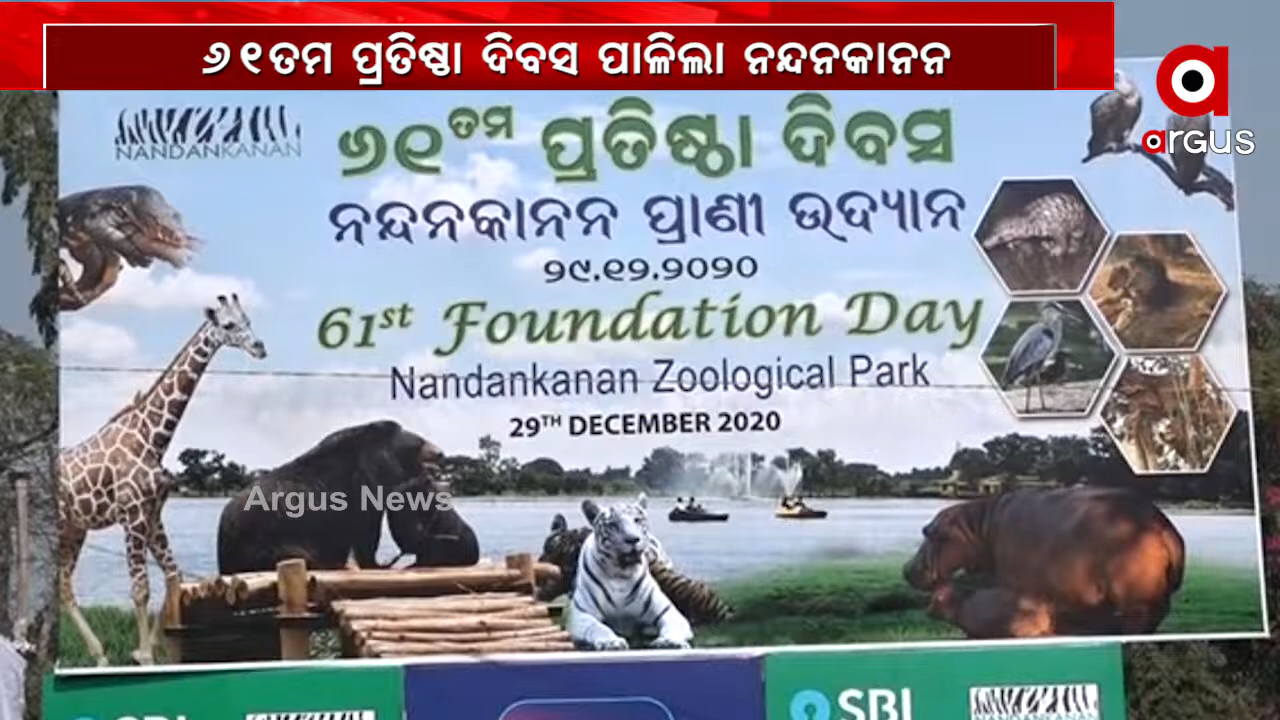 ୬୧ତମ ପ୍ରତିଷ୍ଠା ଦିବସ ପାଳିଲା ନନ୍ଦନକାନନ
argus
NANDANKANAN
୬୧ତମ ପ୍ରତିଷ୍ଠା ଦିବସ
ନନ୍ଦନକାନନ ପ୍ରାଣୀ ଉଦ୍ୟାନ
୨୯.୧୨.୨୦୨୦
61st Foundation Day
Nandankanan Zoological Park
29TH DECEMBER 2020
Argus News
SBI
SBI